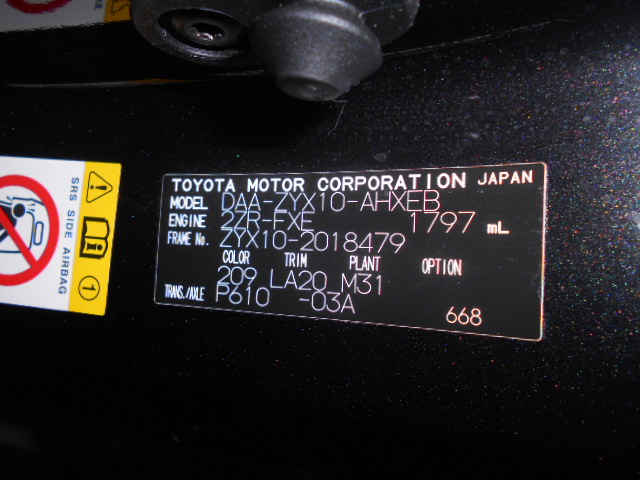 TOYOTA MOTOR CORPORATION JAPAN
MODEL DAA-ZYX10-AHXEB
ENGINE 2ZR-FXE 1797 mL
FRAME No. ZYX10-2018479
COLOR TRIM PLANT OPTION
209 LA20 M31
TRANS./AXLE P610 -03A
668
SRS SIDE AIRBAG
1